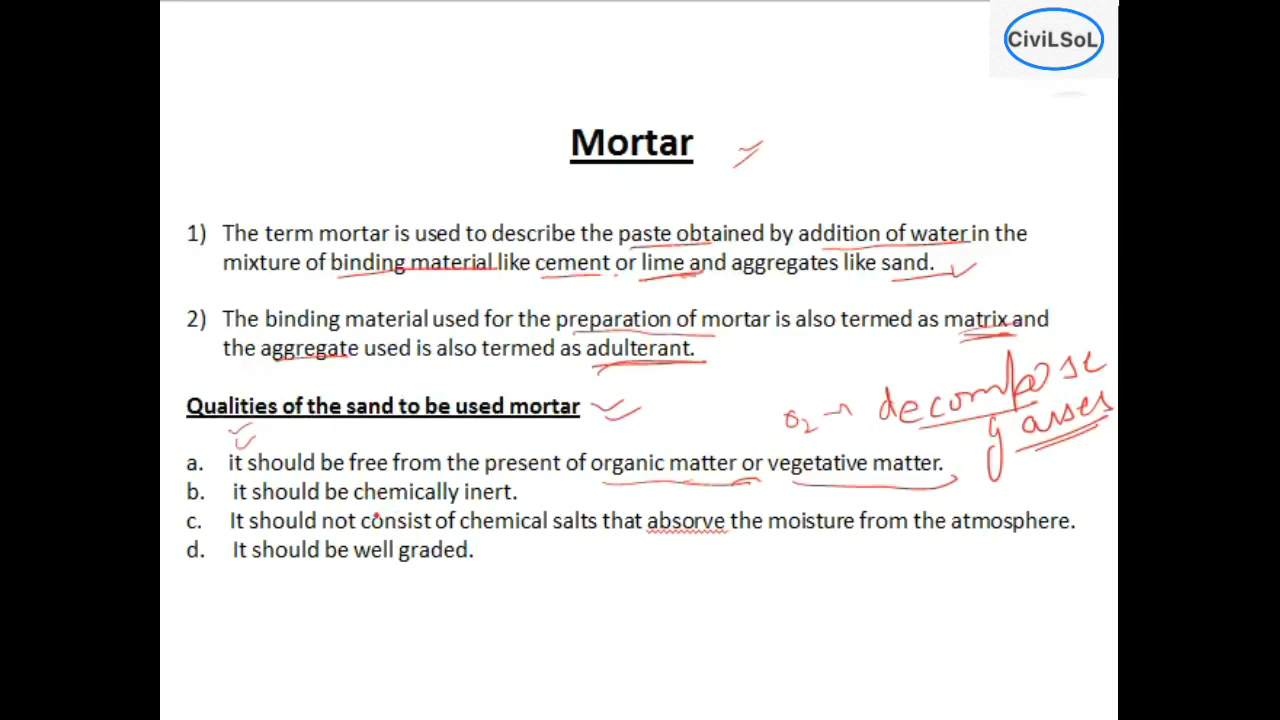 CiviLSoL
Mortar
1) The term mortar is used to describe the paste obtained by addition of water in the
mixture of binding material like cement or lime and aggregates like sand.
2) The binding material used for the preparation of mortar is also termed as matrix and
the aggregate used is also termed as adulterant.
Qualities of the sand to be used mortar
O2 → decompose
gasses
a. it should be free from the present of organic matter or vegetative matter.
b. it should be chemically inert.
c. It should not consist of chemical salts that absorve the moisture from the atmosphere.
d. It should be well graded.